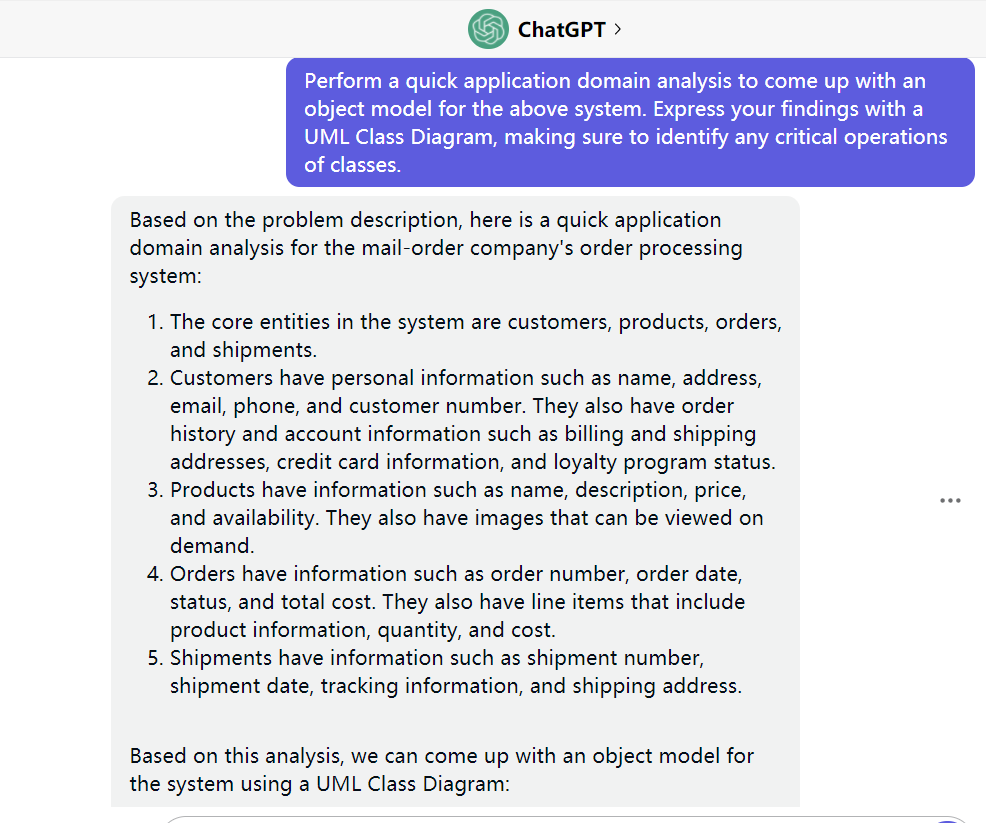 ChatGPT
Perform a quick application domain analysis to come up with an
object model for the above system. Express your findings with a
UML Class Diagram, making sure to identify any critical operations
of classes.
Based on the problem description, here is a quick application
domain analysis for the mail-order company's order processing
system:
1. The core entities in the system are customers, products, orders,
and shipments.
2. Customers have personal information such as name, address,
email, phone, and customer number. They also have order
history and account information such as billing and shipping
addresses, credit card information, and loyalty program status.
3. Products have information such as name, description, price,
and availability. They also have images that can be viewed on
demand.
4. Orders have information such as order number, order date,
status, and total cost. They also have line items that include
product information, quantity, and cost.
5. Shipments have information such as shipment number,
shipment date, tracking information, and shipping address.
Based on this analysis, we can come up with an object model for
the system using a UML Class Diagram: